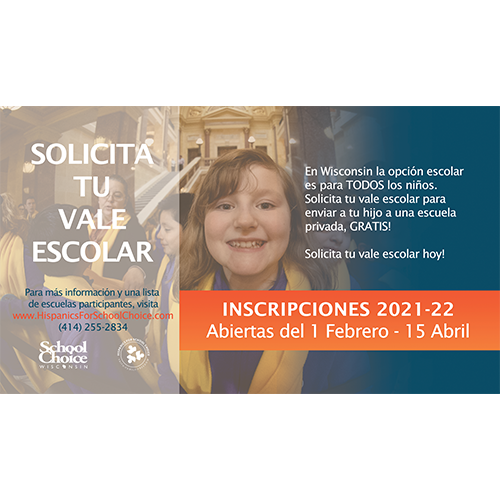 SOLICITA
TU
VALE
ESCOLAR
Para más información y una lista
de escuelas participantes, visita
www.HispanicsForSchoolChoice.com
(414) 255-2834
School
Choice
WISCONSIN
En Wisconsin la opción escolar
es para TODOS los niños.
Solicita tu vale escolar para
enviar a tu hijo a una escuela
privada, GRATIS!
Solicita tu vale escolar hoy!
INSCRIPCIONES 2021-22
Abiertas del 1 Febrero - 15 Abril